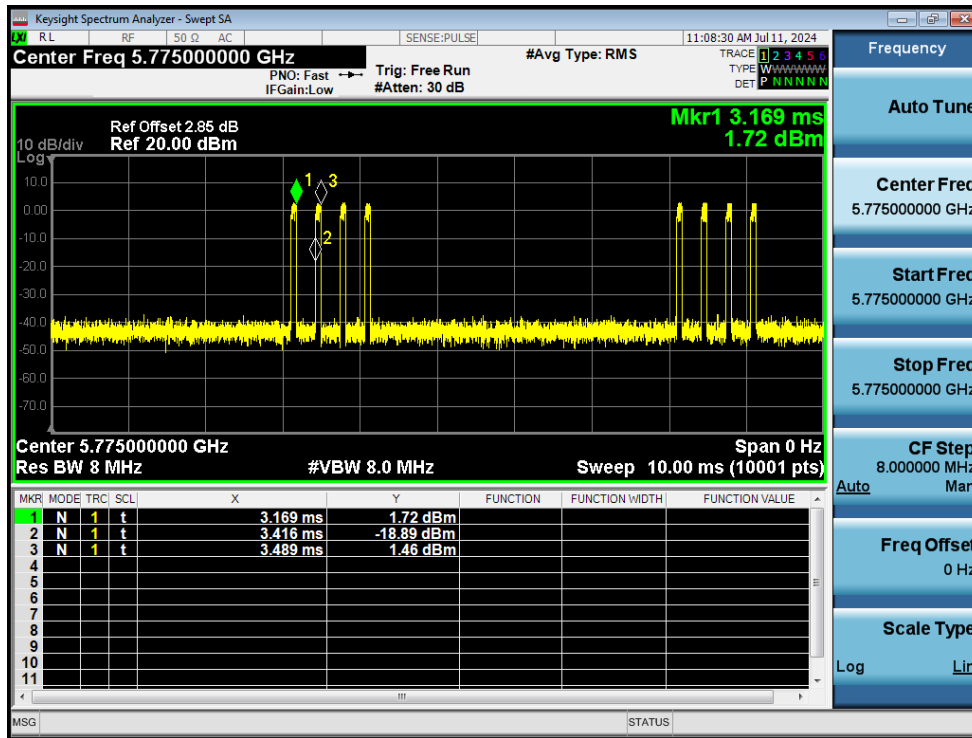 Keysight Spectrum Analyzer - Swept SA
LXI RL RF 50 Ω AC SENSE:PULSE 11:08:30 AM Jul 11, 2024
Center Freq 5.775000000 GHz
#Avg Type: RMS
TRACE 1 2 3 4 5 6
PNO: Fast Trig: Free Run
TYPE WWWWWW
IFGain:Low #Atten: 30 dB
DET P N N N N N
Mkr1 3.169 ms
1.72 dBm
Ref Offset 2.85 dB
10 dB/div Ref 20.00 dBm
Log
10.0
0.00
-10.0
-20.0
-30.0
-40.0
-50.0
-60.0
-70.0
1
3
2
Center 5.775000000 GHz Span 0 Hz
Res BW 8 MHz #VBW 8.0 MHz Sweep 10.00 ms (10001 pts)
MKR MODE TRC SCL X Y FUNCTION FUNCTION WIDTH FUNCTION VALUE
1 N 1 t 3.169 ms 1.72 dBm
2 N 1 t 3.416 ms -18.89 dBm
3 N 1 t 3.489 ms 1.46 dBm
4
5
6
7
8
9
10
11
MSG STATUS
Frequency
Auto Tune
Center Freq
5.775000000 GHz
Start Freq
5.775000000 GHz
Stop Freq
5.775000000 GHz
CF Step
8.000000 MHz
Auto Man
Freq Offset
0 Hz
Scale Type
Log Lin